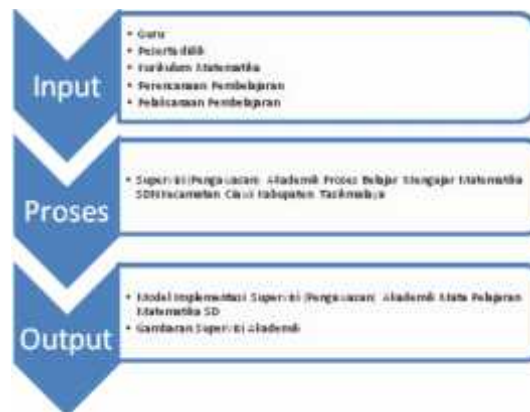 Input
• Guru
• Peserta didik
• Kurikulum Matematika
• Perencanaan Pembelajaran
• Pelaksanaan Pembelajaran
Proses
• Supervisi (Pengawasan) Akademik Proses Belajar Mengajar Matematika
SDN Kecamatan Kabupaten Tasikmalaya
Output
• Model Implementasi Supervisi (Pengawasan) Akademik Mata Pelajaran
Matematika SD
• Gambaran Supervisi Akademik